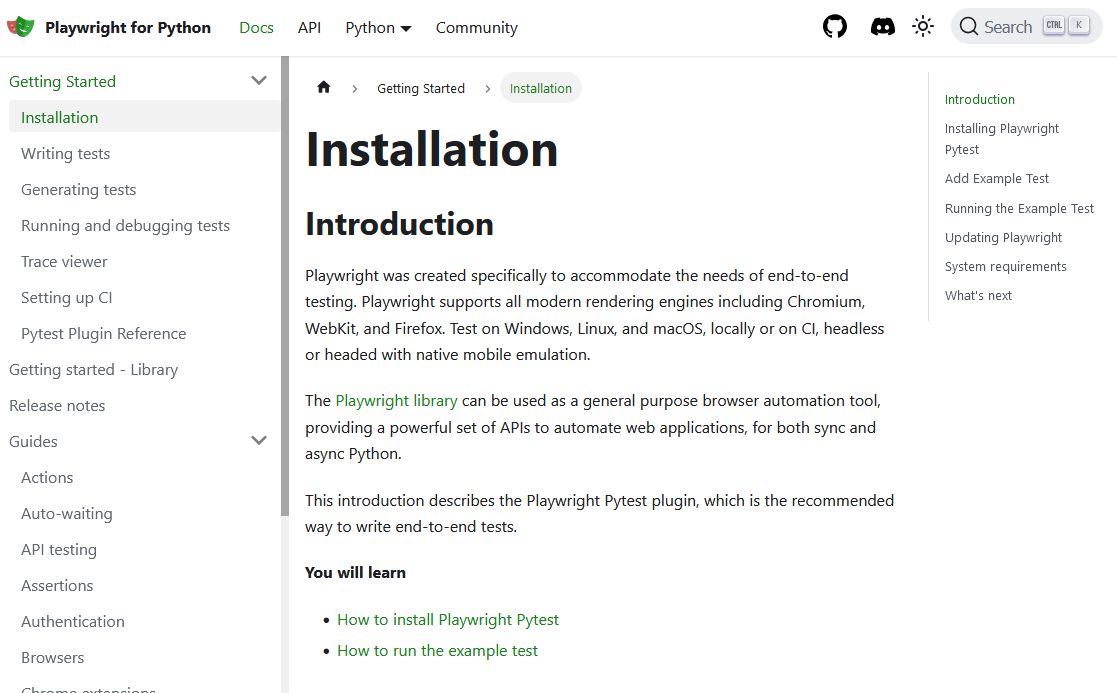 Playwright for Python Docs API Python Community Search CTRL K
Getting Started
Installation
Writing tests
Generating tests
Running and debugging tests
Trace viewer
Setting up CI
Pytest Plugin Reference
Getting started - Library
Release notes
Guides
Actions
Auto-waiting
API testing
Assertions
Authentication
Browsers
Chrome extensions
Getting Started Installation
Installation
Introduction
Playwright was created specifically to accommodate the needs of end-to-end
testing. Playwright supports all modern rendering engines including Chromium,
WebKit, and Firefox. Test on Windows, Linux, and macOS, locally or on CI, headless
or headed with native mobile emulation.
The Playwright library can be used as a general purpose browser automation tool,
providing a powerful set of APIs to automate web applications, for both sync and
async Python.
This introduction describes the Playwright Pytest plugin, which is the recommended
way to write end-to-end tests.
You will learn
• How to install Playwright Pytest
• How to run the example test
Introduction
Installing Playwright
Pytest
Add Example Test
Running the Example Test
Updating Playwright
System requirements
What's next